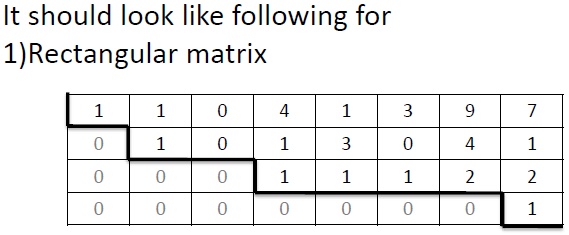 It should look like following for
1)Rectangular matrix
1 1 0 4 1 3 9 7
0 1 0 1 3 0 4 1
0 0 0 1 1 1 2 2
0 0 0 0 0 0 0 1